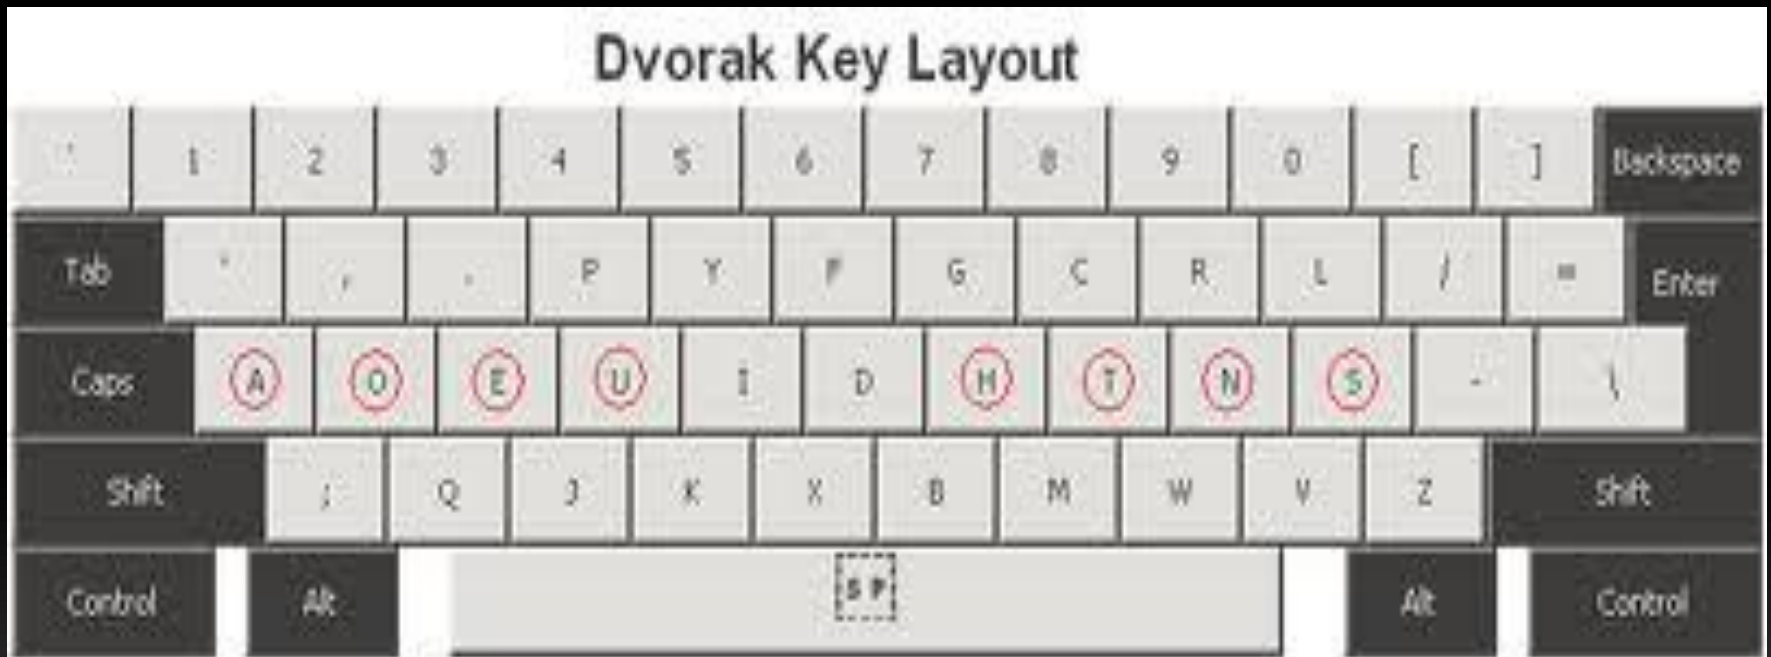 Dvorak Key Layout
` 1 2 3 4 5 6 7 8 9 0 [ ] Backspace
Tab ' , . P Y F G C R L / = Enter
Caps A O E U I D H T N S - \
Shift ; Q J K X B M W V Z Shift
Control Alt SP Alt Control